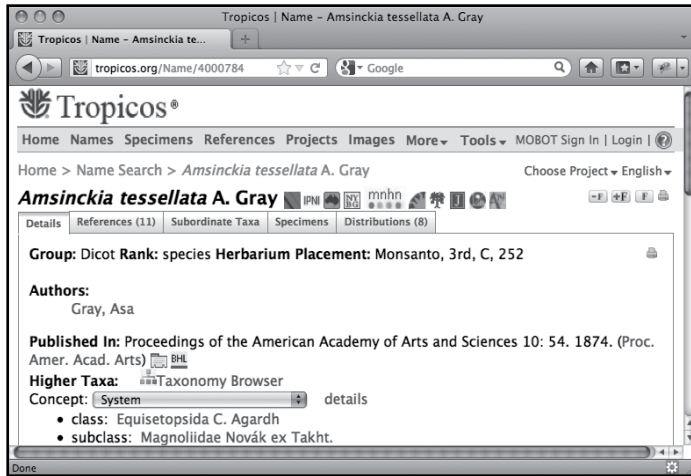 Tropicos | Name – Amsinckia tessellata A. Gray
Tropicos | Name – Amsinckia te...
tropicos.org/Name/4000784 Google
Tropicos®
Home Names Specimens References Projects Images More Tools MOBOT Sign In | Login |
Home > Name Search > Amsinckia tessellata A. Gray Choose Project English
Amsinckia tessellata A. Gray IPNI NY BG mnhn J -F +F F
Details References (11) Subordinate Taxa Specimens Distributions (8)
Group: Dicot Rank: species Herbarium Placement: Monsanto, 3rd, C, 252
Authors:
Gray, Asa
Published In: Proceedings of the American Academy of Arts and Sciences 10: 54. 1874. (Proc.
Amer. Acad. Arts) BHL
Higher Taxa: Taxonomy Browser
Concept: System details
• class: Equisetopsida C. Agardh
• subclass: Magnoliidae Novák ex Takht.
Done